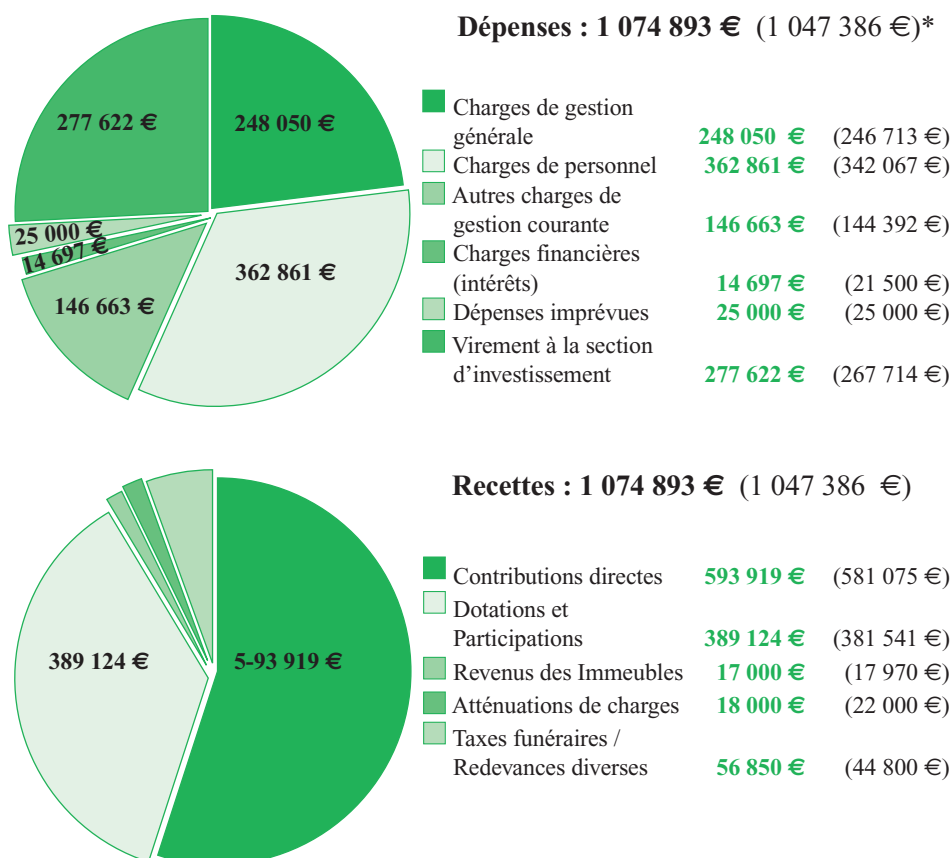 Dépenses : 1 074 893 € (1 047 386 €)*
277 622 €
248 050 €
25 000 €
14 697 €
362 861 €
146 663 €
Charges de gestion
générale 248 050 € (246 713 €)
Charges de personnel 362 861 € (342 067 €)
Autres charges de
gestion courante 146 663 € (144 392 €)
Charges financières
(intérêts) 14 697 € (21 500 €)
Dépenses imprévues 25 000 € (25 000 €)
Virement à la section
d’investissement 277 622 € (267 714 €)
Recettes : 1 074 893 € (1 047 386 €)
389 124 €
5-93 919 €
Contributions directes 593 919 € (581 075 €)
Dotations et
Participations 389 124 € (381 541 €)
Revenus des Immeubles 17 000 € (17 970 €)
Atténuations de charges 18 000 € (22 000 €)
Taxes funéraires /
Redevances diverses 56 850 € (44 800 €)